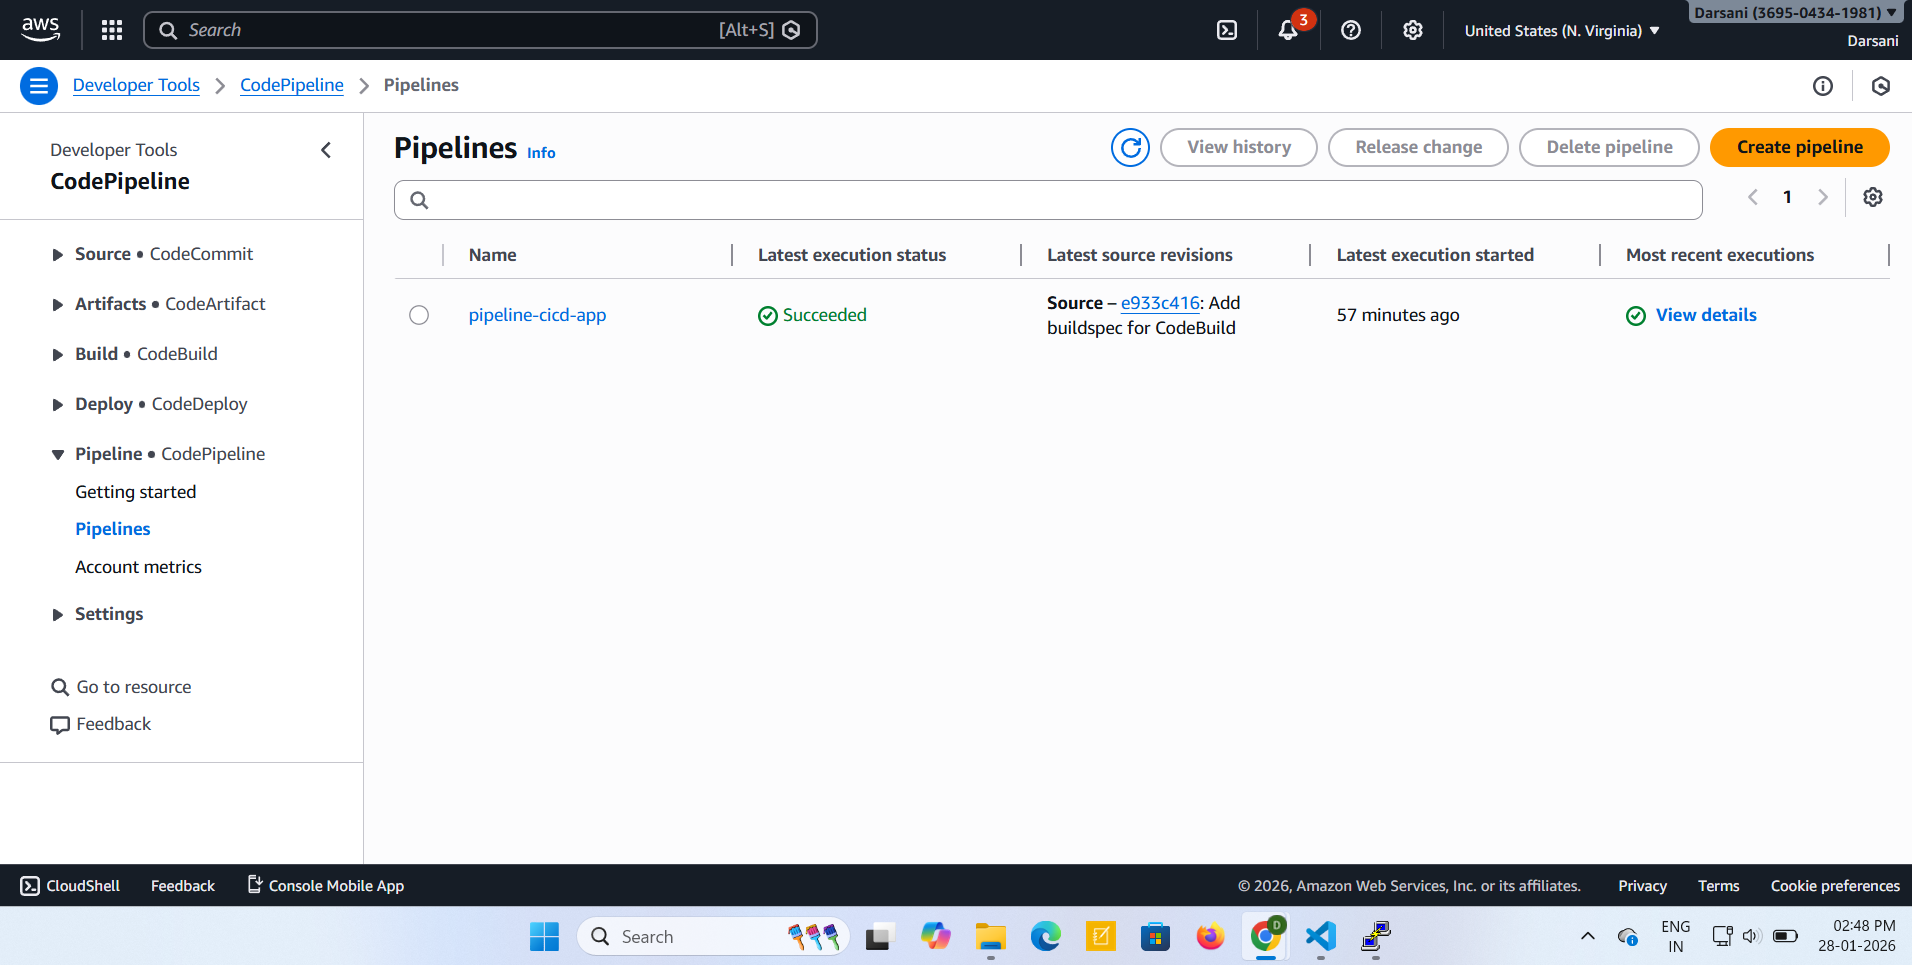 aws
Search [Alt+S]
3
United States (N. Virginia)
Darsani (3695-0434-1981)
Darsani
Developer Tools
CodePipeline
Pipelines
Developer Tools
CodePipeline
Source • CodeCommit
Artifacts • CodeArtifact
Build • CodeBuild
Deploy • CodeDeploy
Pipeline • CodePipeline
Getting started
Pipelines
Account metrics
Settings
Go to resource
Feedback
Pipelines Info
View history
Release change
Delete pipeline
Create pipeline
1
Name
Latest execution status
Latest source revisions
Latest execution started
Most recent executions
pipeline-cicd-app
Succeeded
Source – e933c416: Add
buildspec for CodeBuild
57 minutes ago
View details
CloudShell
Feedback
Console Mobile App
© 2026, Amazon Web Services, Inc. or its affiliates.
Privacy
Terms
Cookie preferences
Search
D
ENG
IN
02:48 PM
28-01-2026